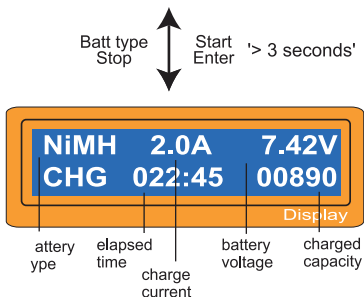 Batt type Start
Stop Enter '> 3 seconds'
NiMH 2.0A 7.42V
CHG 022:45 00890
Display
attery elapsed battery charged
ype time voltage capacity
charge
current